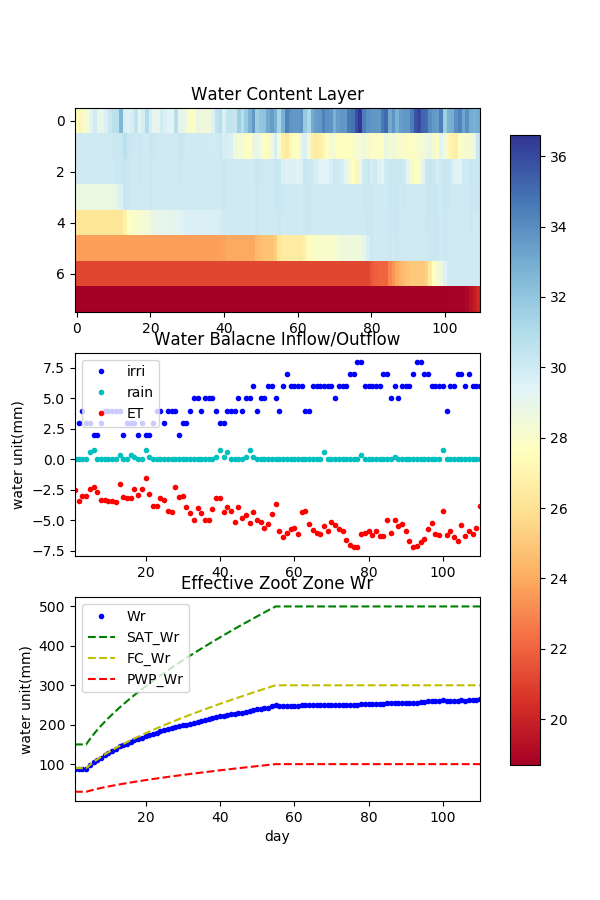 Water Content Layer
0
2
4
6
0 20 40 60 80 100
36
34
32
30
28
26
24
22
20
Water Balacne Inflow/Outflow
7.5
5.0
2.5
0.0
−2.5
−5.0
−7.5
water unit(mm)
irri
rain
ET
20 40 60 80 100
Effective Zoot Zone Wr
500
400
300
200
100
water unit(mm)
Wr
SAT_Wr
FC_Wr
PWP_Wr
20 40 60 80 100
day